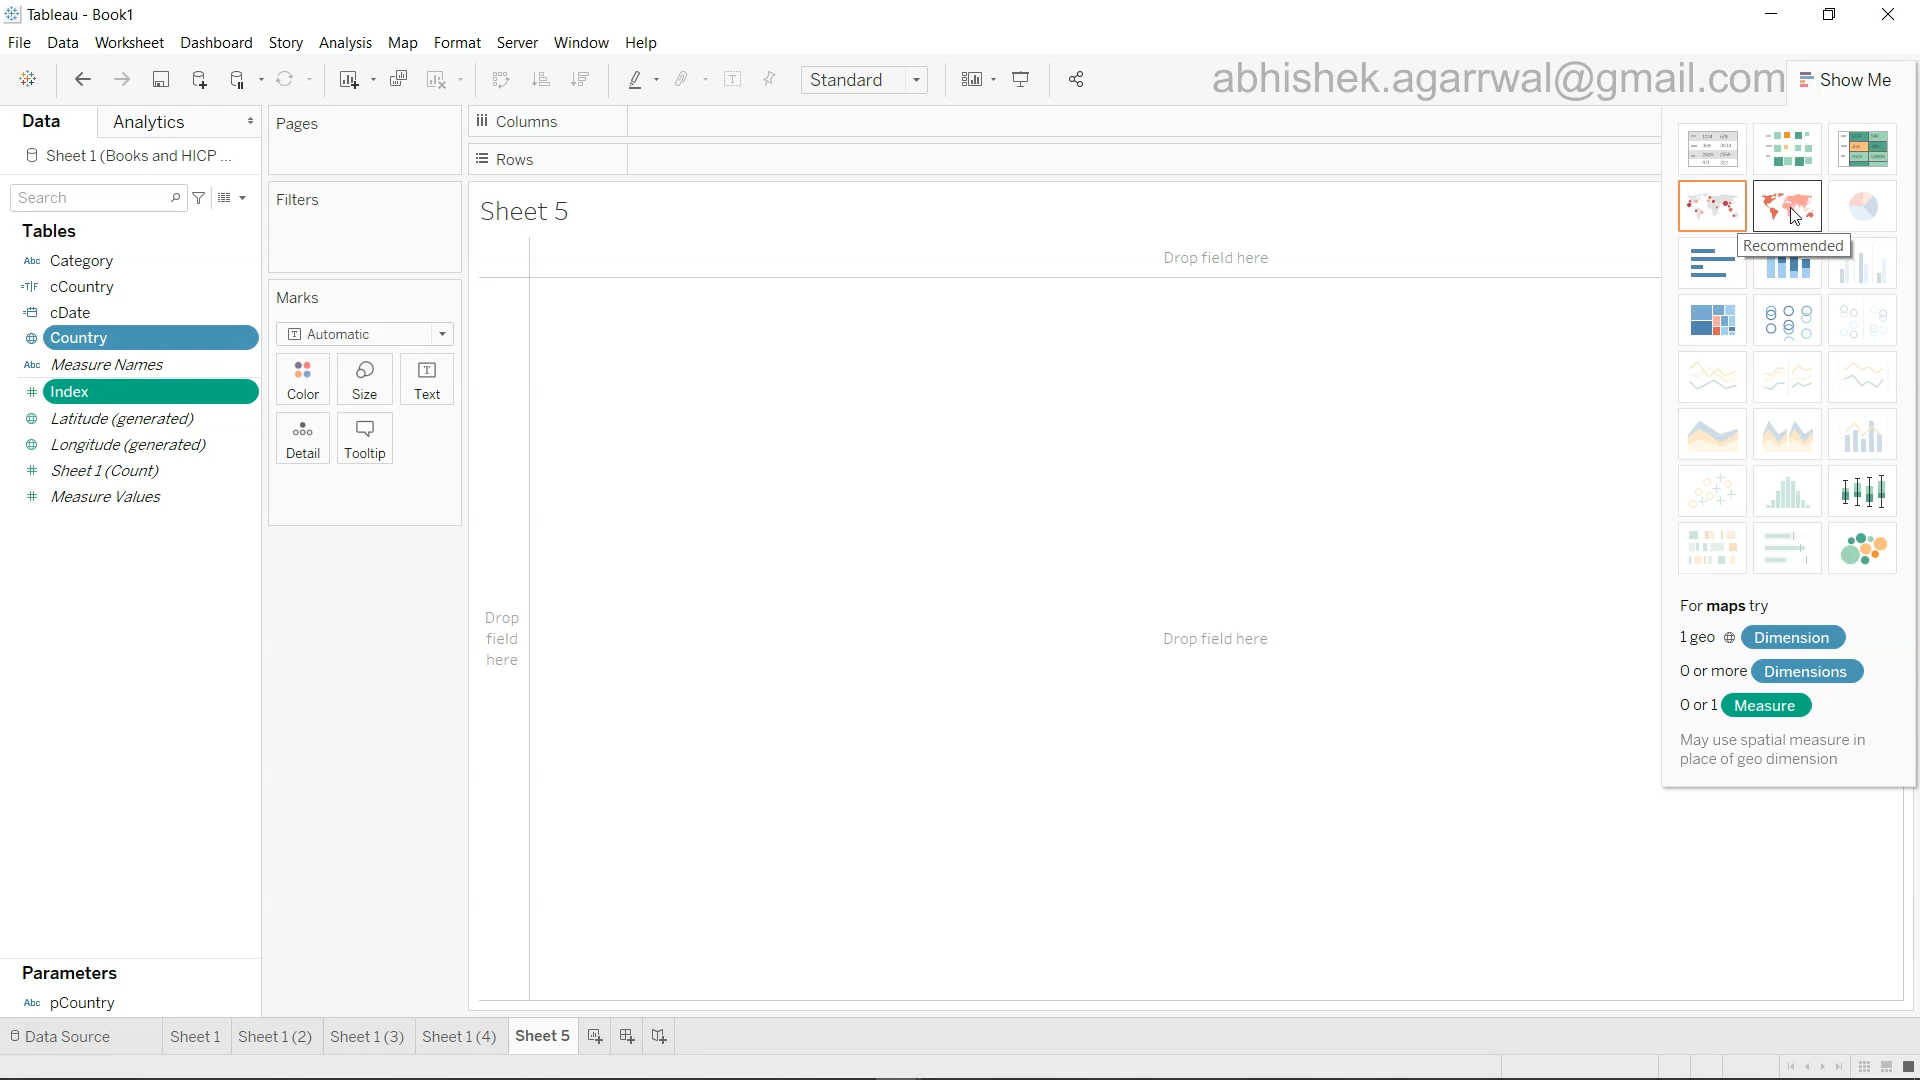 Tableau - Book1
File Data Worksheet Dashboard Story Analysis Map Format Server Window Help
Standard
abhishek.agarrwal@gmail.com
Show Me
Data
Analytics
Sheet 1 (Books and HICP ...
Search
Tables
Abc Category
=T|F cCountry
cDate
Country
Abc Measure Names
# Index
Latitude (generated)
Longitude (generated)
# Sheet 1 (Count)
# Measure Values
Parameters
Abc pCountry
Pages
Filters
Marks
Automatic
Color
Size
Text
Detail
Tooltip
Columns
Rows
Sheet 5
Drop field here
Drop
field
here
Drop field here
Recommended
For maps try
1 geo Dimension
0 or more Dimensions
0 or 1 Measure
May use spatial measure in
place of geo dimension
Data Source
Sheet 1
Sheet 1 (2)
Sheet 1 (3)
Sheet 1 (4)
Sheet 5